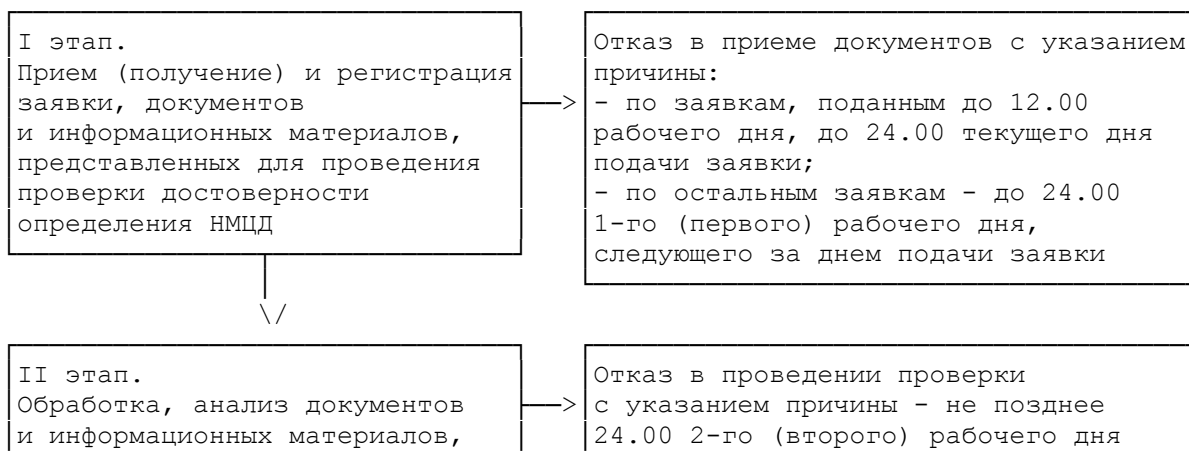 I этап.
Прием (получение) и регистрация
заявки, документов
и информационных материалов,
представленных для проведения
проверки достоверности
определения НМЦД
Отказ в приеме документов с указанием
причины:
- по заявкам, поданным до 12.00
рабочего дня, до 24.00 текущего дня
подачи заявки;
- по остальным заявкам - до 24.00
1-го (первого) рабочего дня,
следующего за днем подачи заявки
II этап.
Обработка, анализ документов
и информационных материалов,
Отказ в проведении проверки
с указанием причины - не позднее
24.00 2-го (второго) рабочего дня